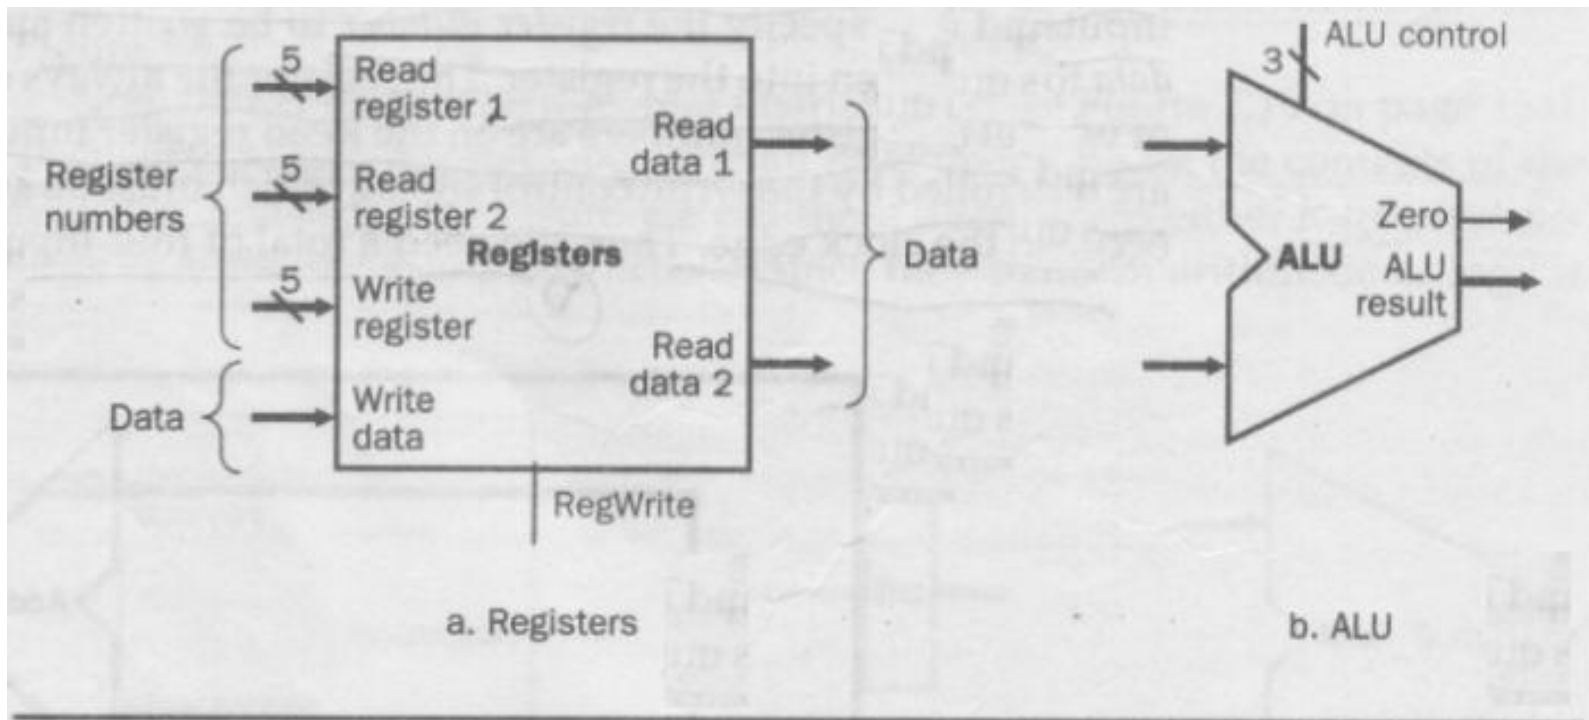 5
Read
register 1
Read
data 1
Register
numbers
5
Read
register 2
Registers
5
Write
register
Data
Read
data 2
Data
Write
data
RegWrite
a. Registers
ALU control
3
Zero
ALU
ALU
result
b. ALU